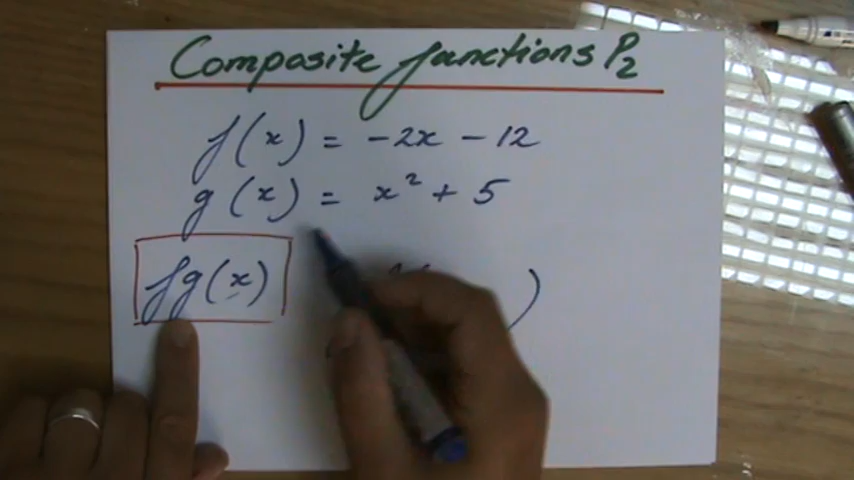 Composite functions P2
f(x) = -2x - 12
g(x) = x² + 5
fg(x) )